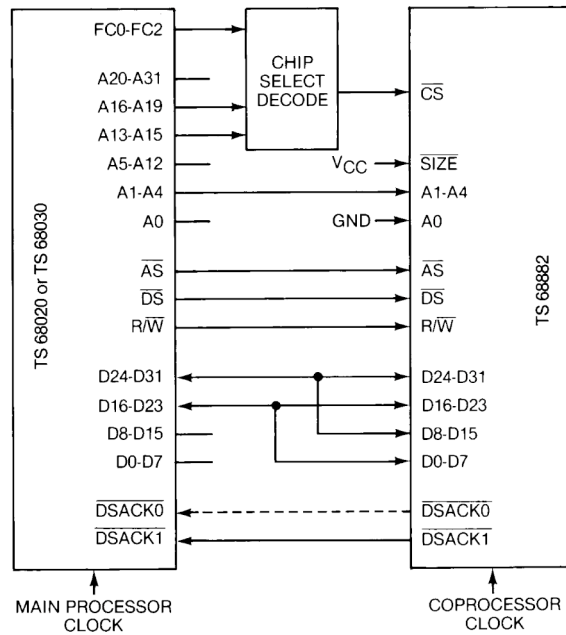 FC0-FC2
A20-A31
A16-A19
A13-A15
A5-A12
A1-A4
A0
AS
DS
R/W
D24-D31
D16-D23
D8-D15
D0-D7
DSACK0
DSACK1
TS 68020 or TS 68030
MAIN PROCESSOR
CLOCK
CHIP
SELECT
DECODE
VCC
GND
CS
SIZE
A1-A4
A0
AS
DS
R/W
D24-D31
D16-D23
D8-D15
D0-D7
DSACK0
DSACK1
TS 68882
COPROCESSOR
CLOCK